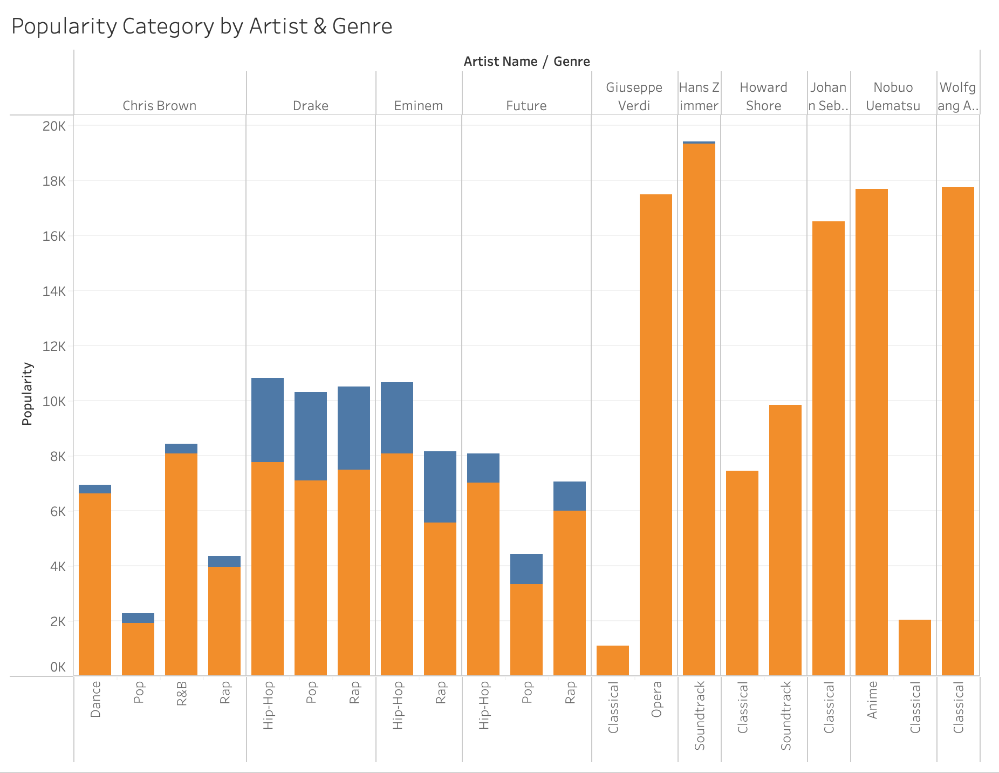 Popularity Category by Artist & Genre
Artist Name / Genre
Chris Brown
Drake
Eminem
Future
Giuseppe
Verdi
Hans Z
immer
Howard
Shore
Johan
n Seb..
Nobuo
Uematsu
Wolfg
ang A..
Popularity
20K
18K
16K
14K
12K
10K
8K
6K
4K
2K
0K
Dance
Pop
R&B
Rap
Hip-Hop
Pop
Rap
Hip-Hop
Rap
Hip-Hop
Pop
Rap
Classical
Opera
Soundtrack
Classical
Soundtrack
Classical
Anime
Classical
Classical